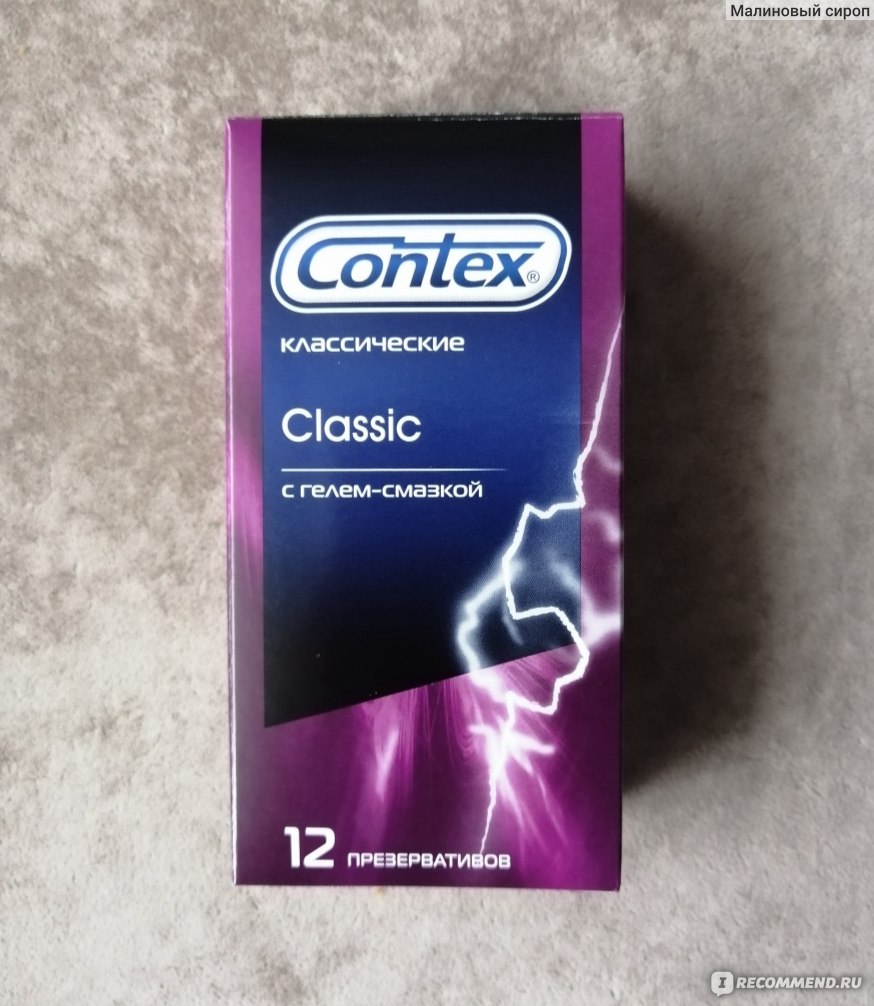 Малиновый сироп
Contex®
классические
Classic
с гелем-смазкой
12 презервативов
IRECOMMEND.RU